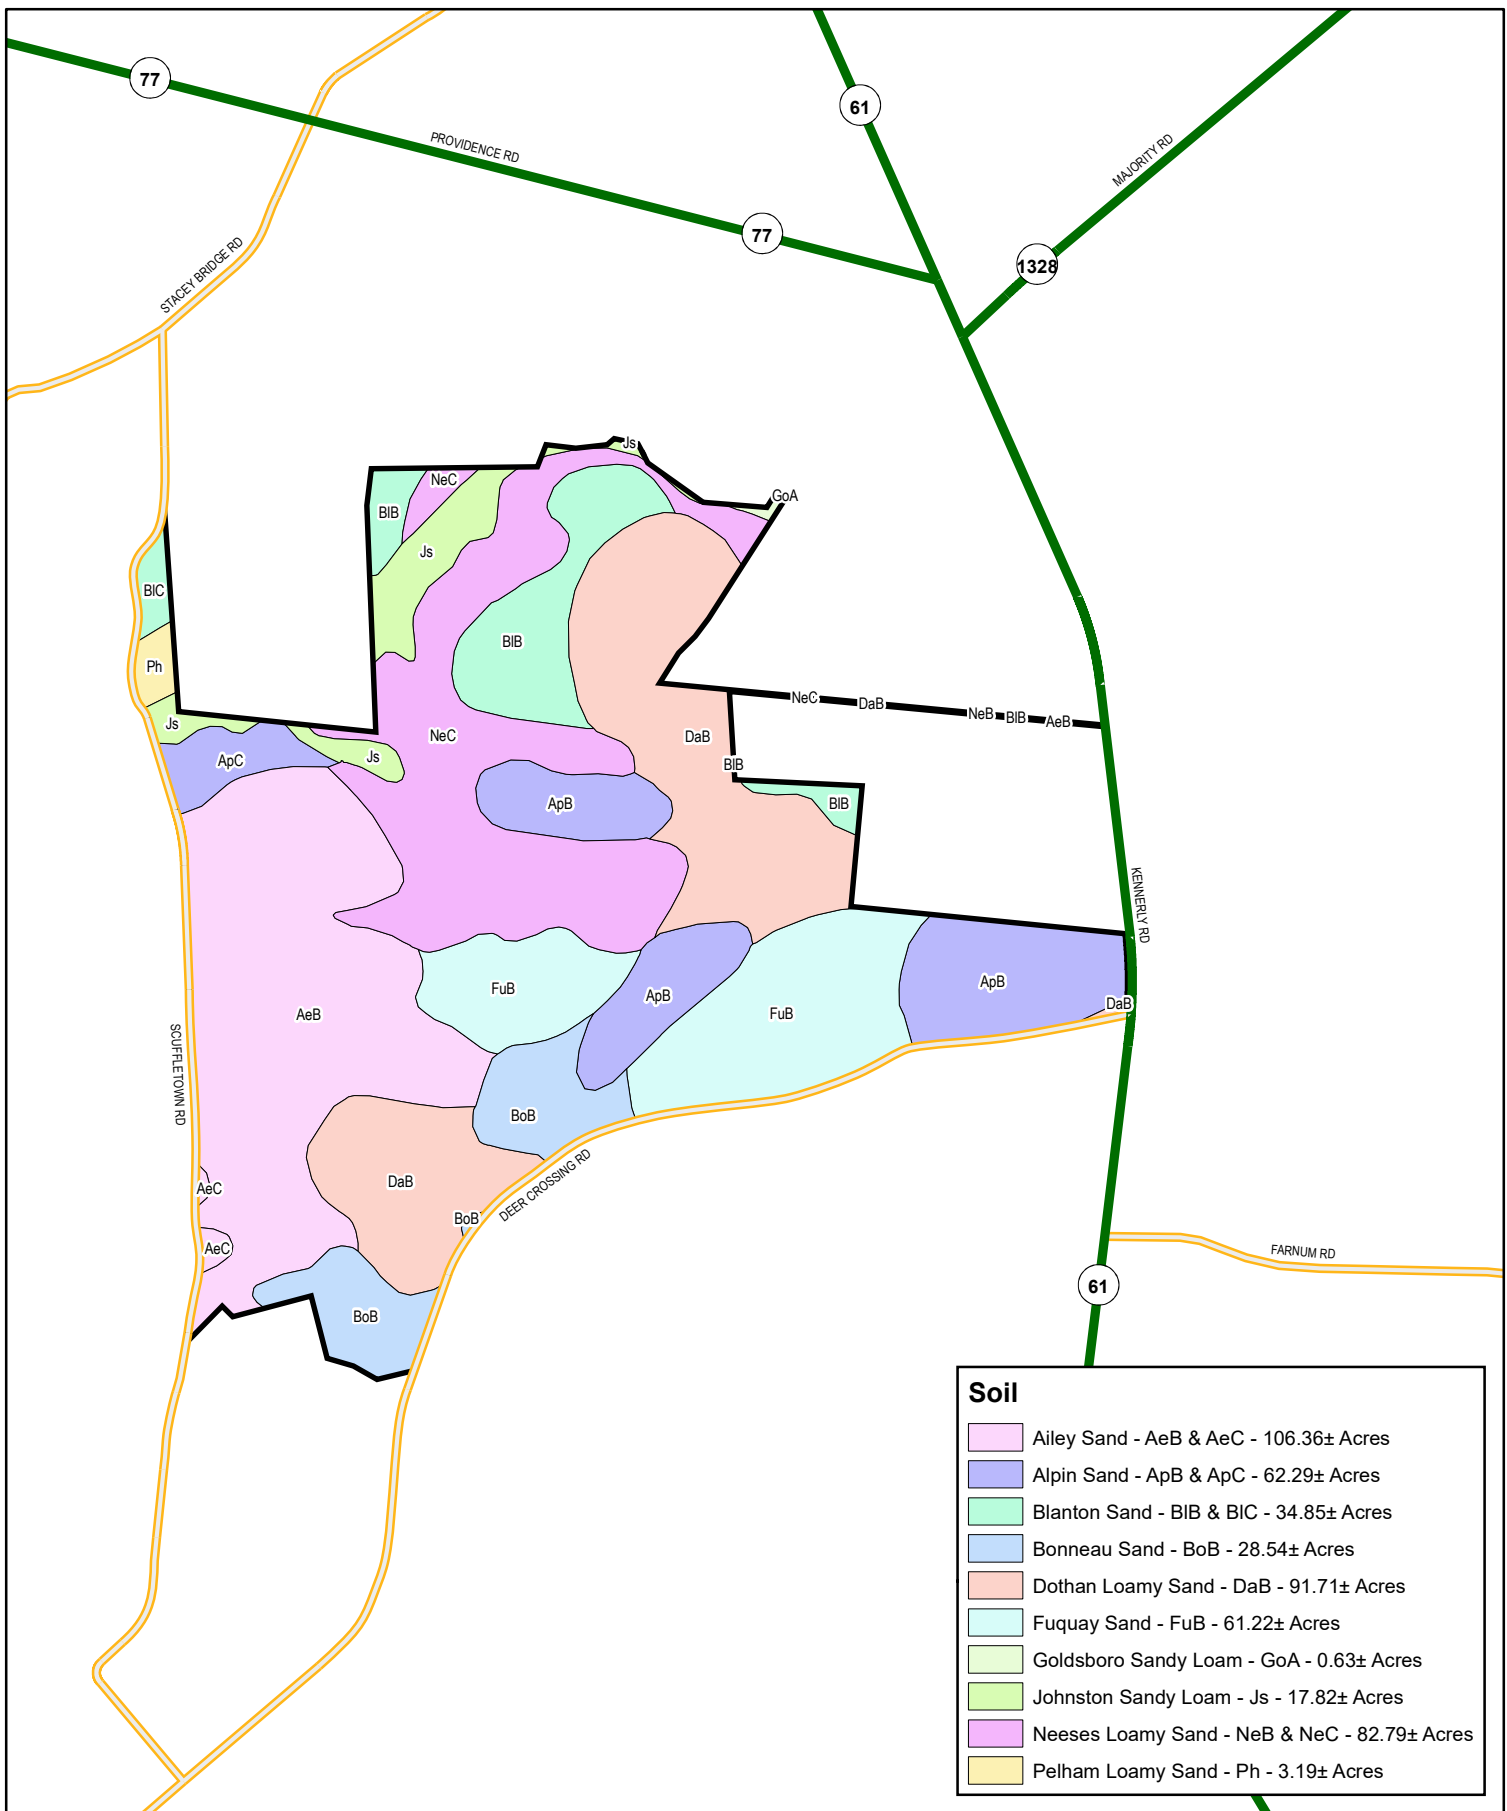 77
61
PROVIDENCE RD
MAJORITY RD
77
1328
STACEY BRIDGE RD
Js
NeC
GoA
BlB
Js
BlC
BlB
Ph
NeC
DaB
NeB
BlB
AeB
Js
NeC
DaB
Js
ApC
BlB
ApB
BlB
KENNERLY RD
FuB
ApB
ApB
DaB
AeB
FuB
SCUFFLETOWN RD
BoB
DaB
AeC
DEER CROSSING RD
BoB
AeC
FARNUM RD
61
BoB
Soil
Ailey Sand - AeB & AeC - 106.36± Acres
Alpin Sand - ApB & ApC - 62.29± Acres
Blanton Sand - BlB & BlC - 34.85± Acres
Bonneau Sand - BoB - 28.54± Acres
Dothan Loamy Sand - DaB - 91.71± Acres
Fuquay Sand - FuB - 61.22± Acres
Goldsboro Sandy Loam - GoA - 0.63± Acres
Johnston Sandy Loam - Js - 17.82± Acres
Neeses Loamy Sand - NeB & NeC - 82.79± Acres
Pelham Loamy Sand - Ph - 3.19± Acres